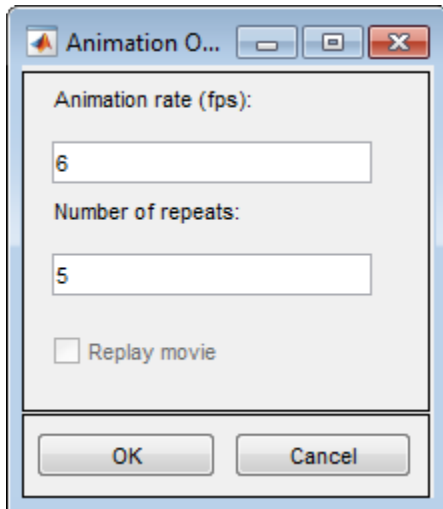 Animation O...
Animation rate (fps):
6
Number of repeats:
5
Replay movie
OK
Cancel